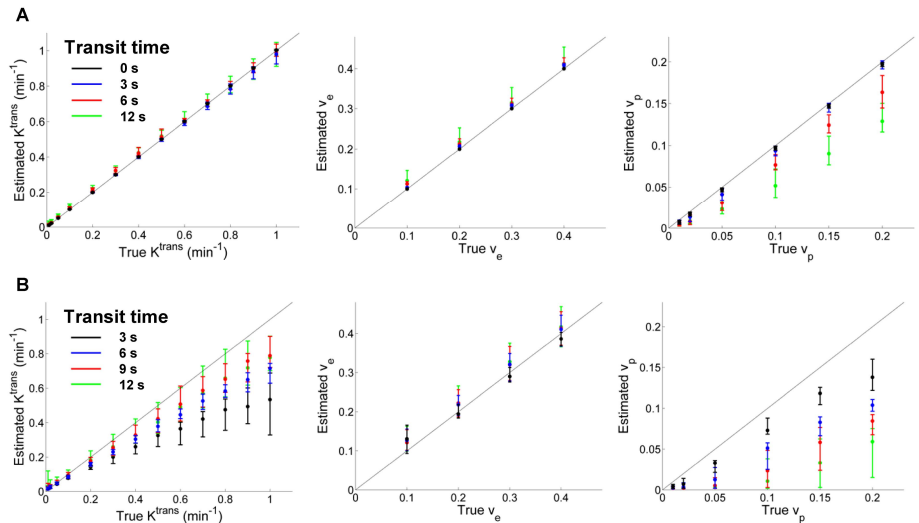 A
Transit time
0 s
3 s
6 s
12 s
Estimated K^trans (min^-1)
1
0.8
0.6
0.4
0.2
0
0.2
0.4
0.6
0.8
1
True K^trans (min^-1)
Estimated v_e
0.4
0.3
0.2
0.1
0
0.1
0.2
0.3
0.4
True v_e
Estimated v_p
0.2
0.15
0.1
0.05
0
0.05
0.1
0.15
0.2
True v_p
B
Transit time
3 s
6 s
9 s
12 s
Estimated K^trans (min^-1)
1
0.8
0.6
0.4
0.2
0
0
0.2
0.4
0.6
0.8
1
True K^trans (min^-1)
Estimated v_e
0.4
0.3
0.2
0.1
0
0.1
0.2
0.3
0.4
True v_e
Estimated v_p
0.2
0.15
0.1
0.05
0
0.05
0.1
0.15
0.2
True v_p